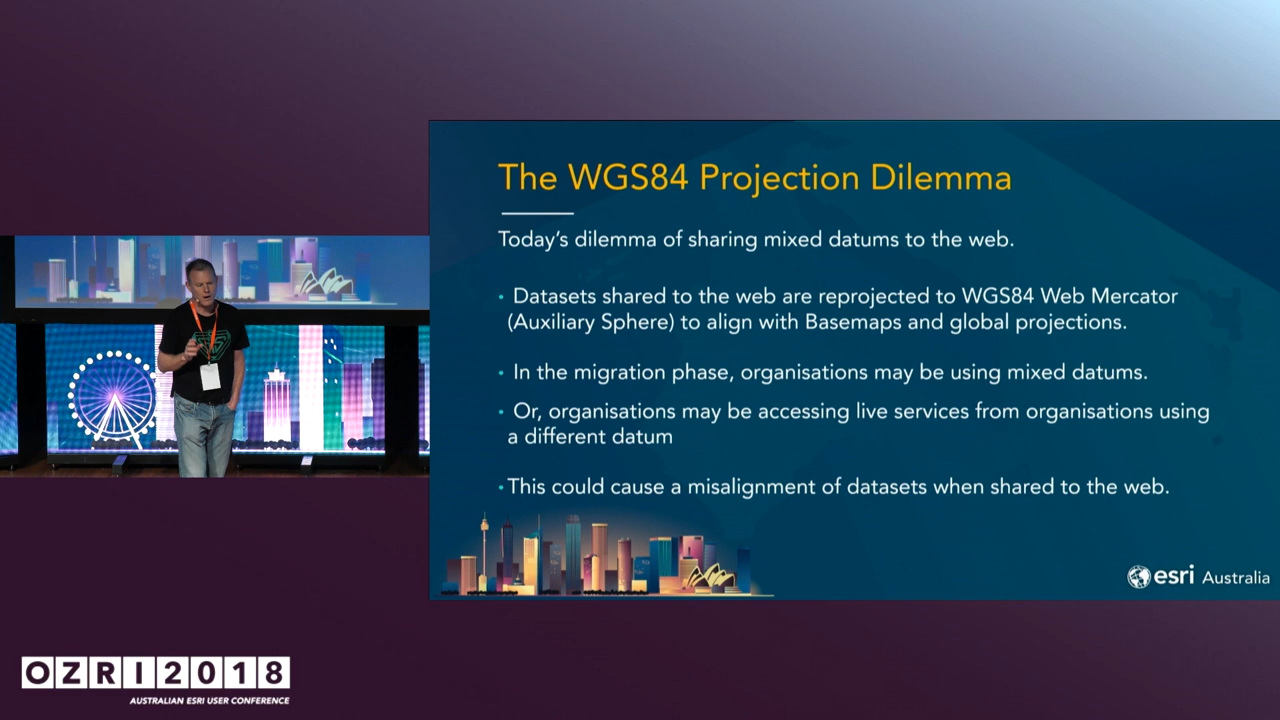 The WGS84 Projection Dilemma
Today's dilemma of sharing mixed datums to the web.
• Datasets shared to the web are reprojected to WGS84 Web Mercator
(Auxiliary Sphere) to align with Basemaps and global projections.
• In the migration phase, organisations may be using mixed datums.
• Or, organisations may be accessing live services from organisations using
a different datum
• This could cause a misalignment of datasets when shared to the web.
esri Australia
OZRI2018
AUSTRALIAN ESRI USER CONFERENCE